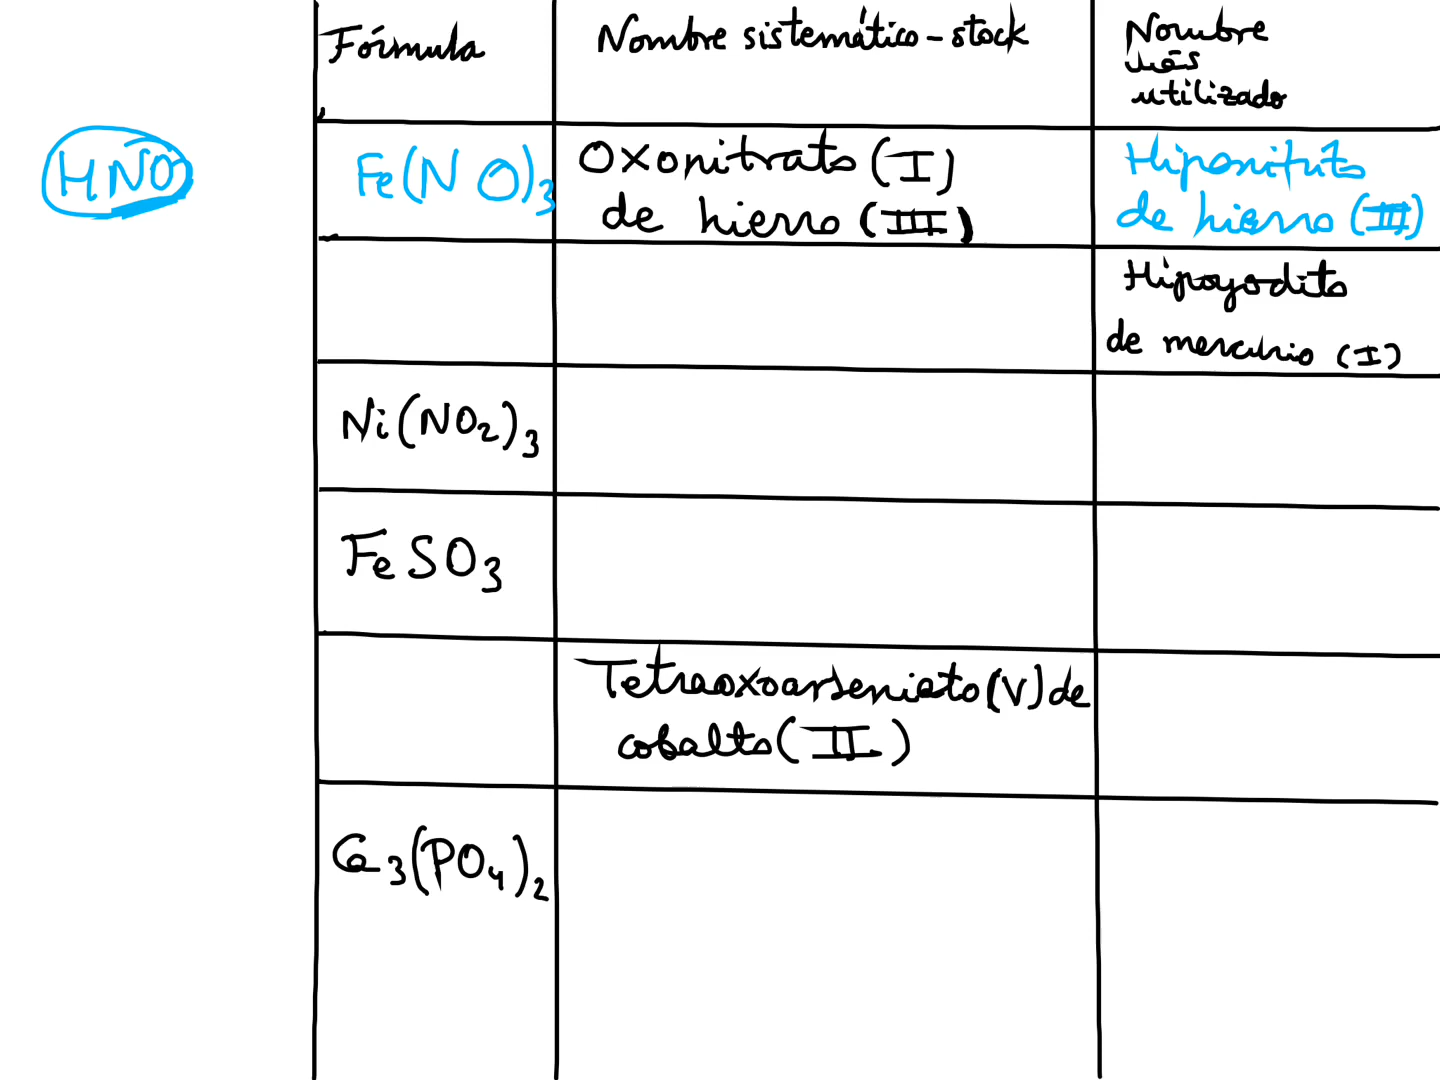 Fórmula
Nombre sistemático-stock
Nombre
más
utilizado
HNO
Fe(NO)3
Oxonitrato (I)
de hierro (III)
Hiponitrito
de hierro (III)
Hipoyodito
de mercurio (I)
Ni(NO2)3
FeSO3
Tetraoxoarseniato (V) de
cobalto (II)
Ca3(PO4)2